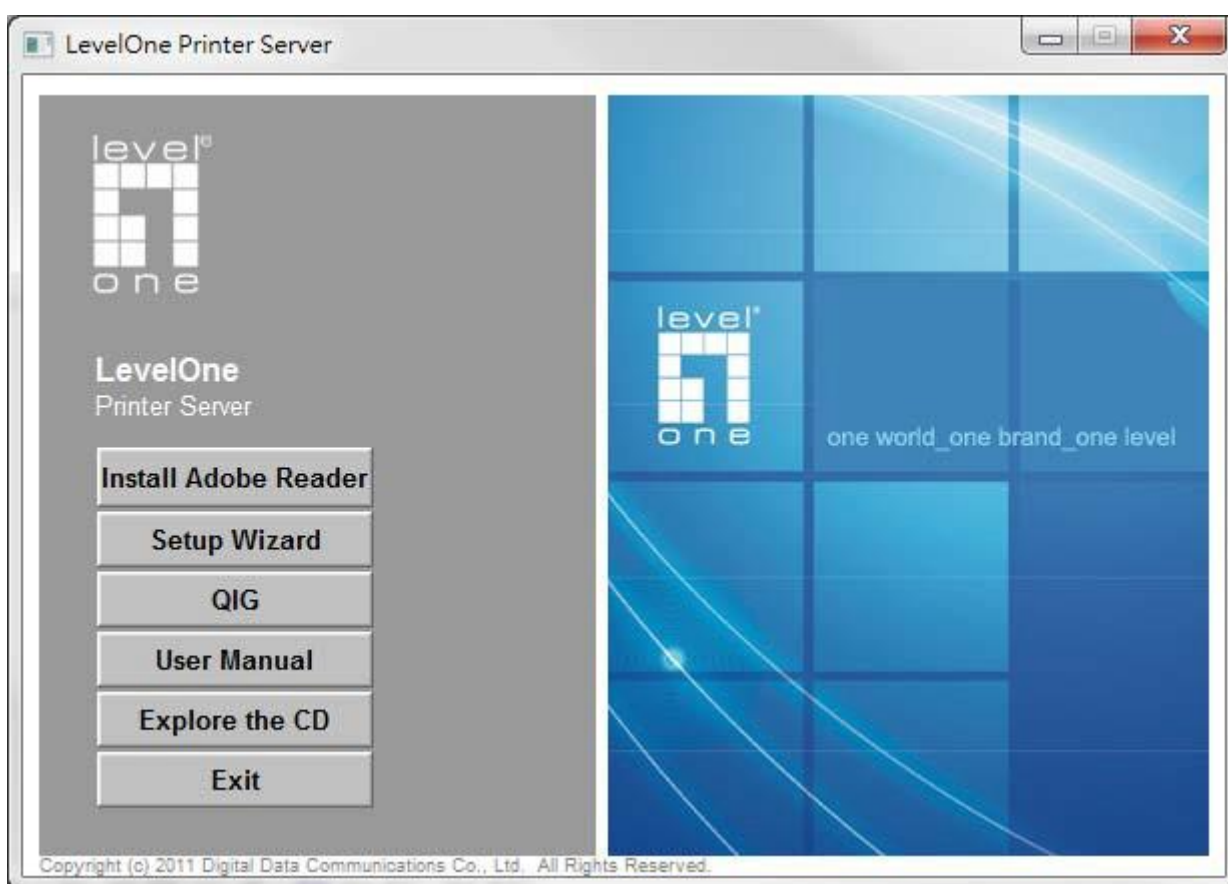 LevelOne Printer Server
level®
one
LevelOne
Printer Server
Install Adobe Reader
Setup Wizard
QIG
User Manual
Explore the CD
Exit
level®
one
one world_one brand_one level
Copyright (c) 2011 Digital Data Communications Co., Ltd. All Rights Reserved.